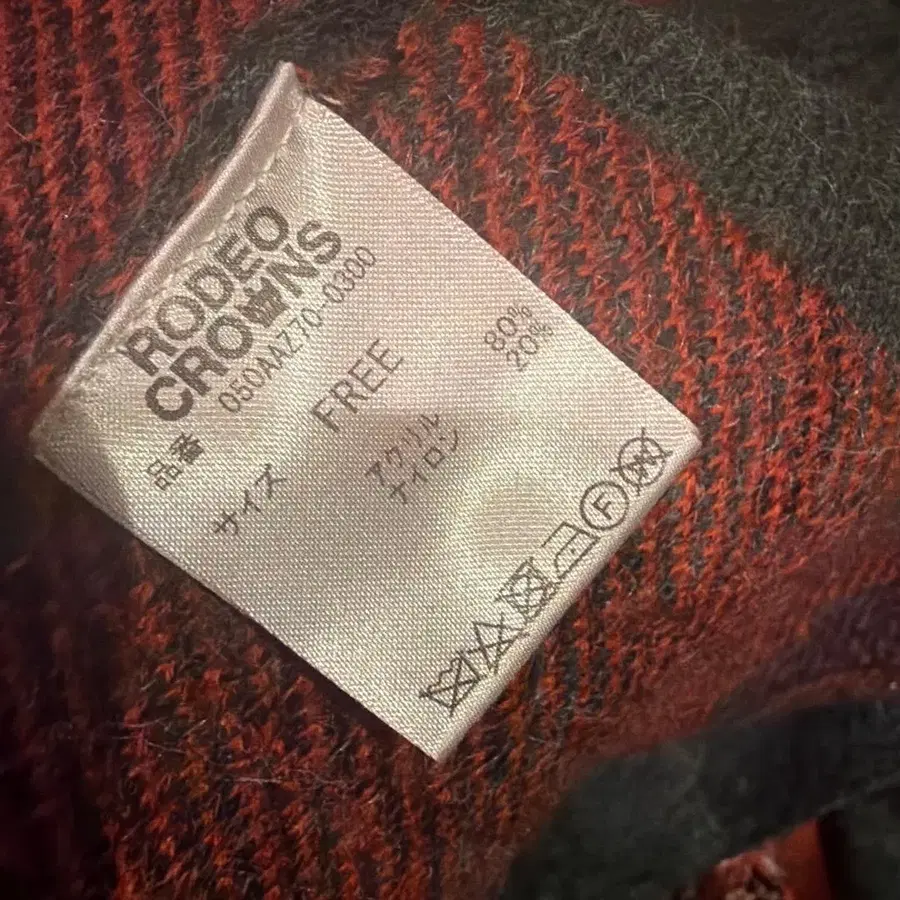 RODEO
CROWNS
品番 050AAZ70-0300
サイズ FREE
アクリル 80%
ナイロン 20%
F
W